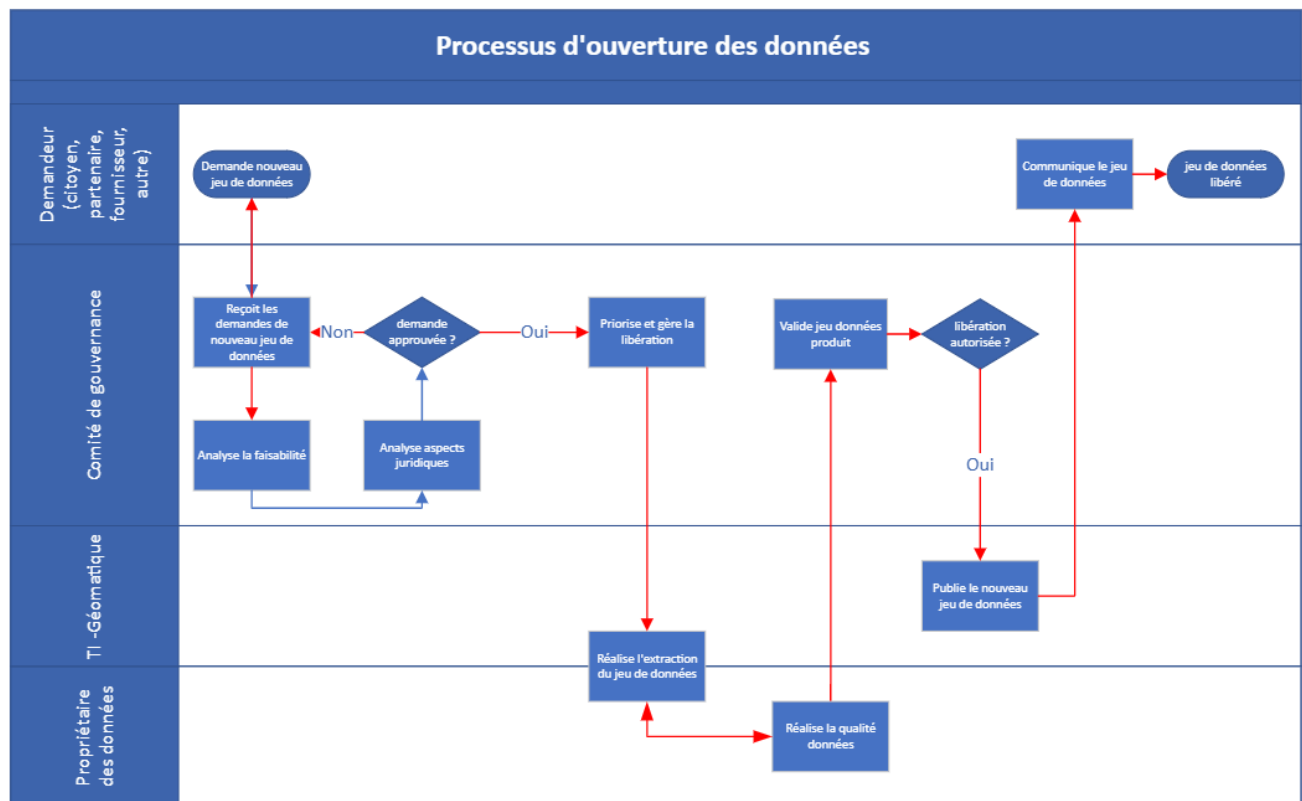 Processus d'ouverture des données
Demandeur
(citoyen,
partenaire,
fournisseur,
autre)
Demande nouveau
jeu de données
Communique le jeu
de données
jeu de données
libéré
Comité de gouvernance
Reçoit les
demandes de
nouveau jeu de
données
Non
demande
approuvée ?
Oui
Priorise et gère la
libération
Valide jeu données
produit
libération
autorisée ?
Analyse la faisabilité
Analyse aspects
juridiques
Oui
TI -Géomatique
Publie le nouveau
jeu de données
Réalise l'extraction
du jeu de données
Propriétaire
des données
Réalise la qualité
données